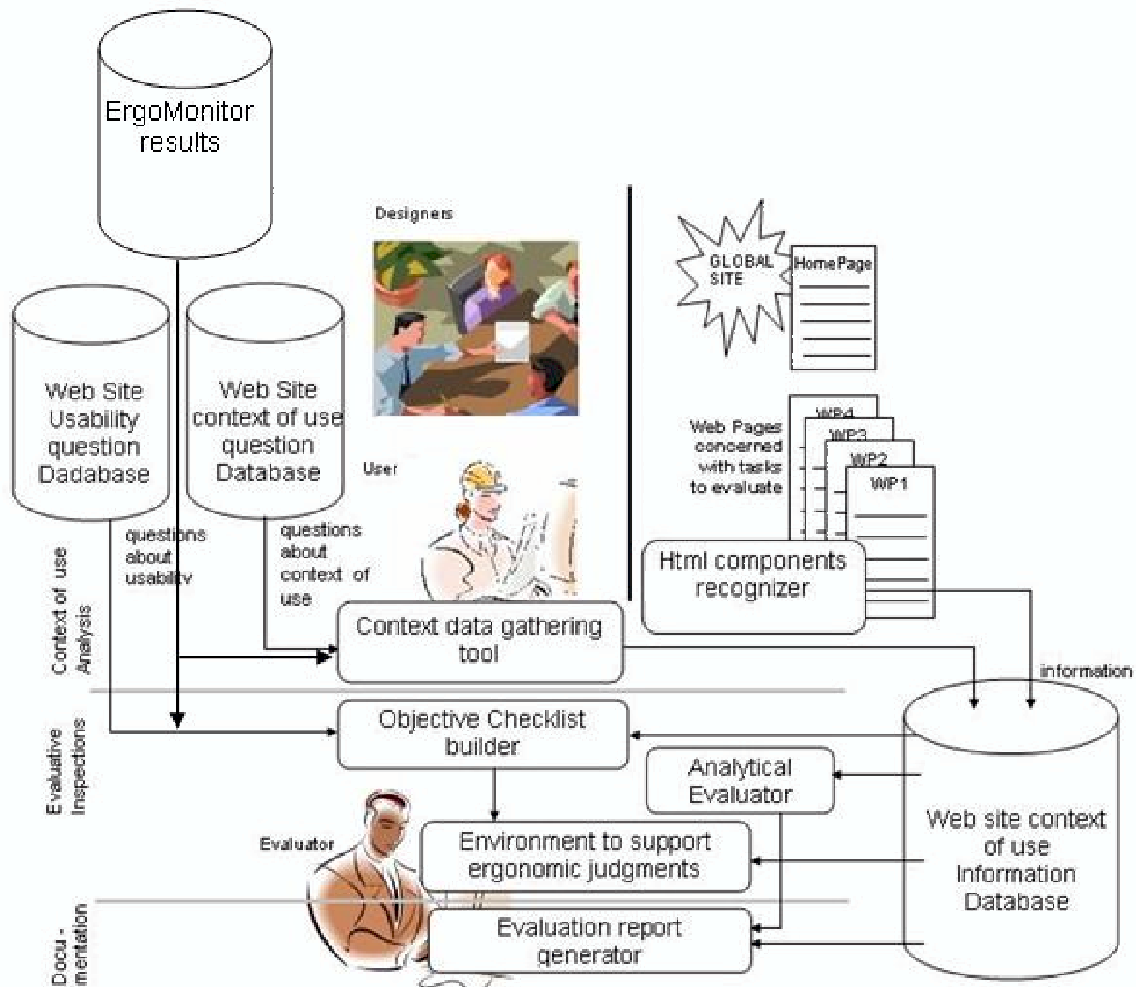 ErgoMonitor
results
Designers
GLOBAL
SITE
HomePage
Web Site
Usability
question
Dadabase
Web Site
context of use
question
Database
Web Pages
concerned
with tasks
to evaluate
WP4
WP3
WP2
WP1
User
questions
about
usability
questions
about
context of
use
Html components
recognizer
Context of use
Analysis
Context data gathering
tool
information
Evaluative
Inspections
Objective Checklist
builder
Analytical
Evaluator
Web site context
of use
Information
Database
Evaluator
Environment to support
ergonomic judgments
Docu -
mentation
Evaluation report
generator